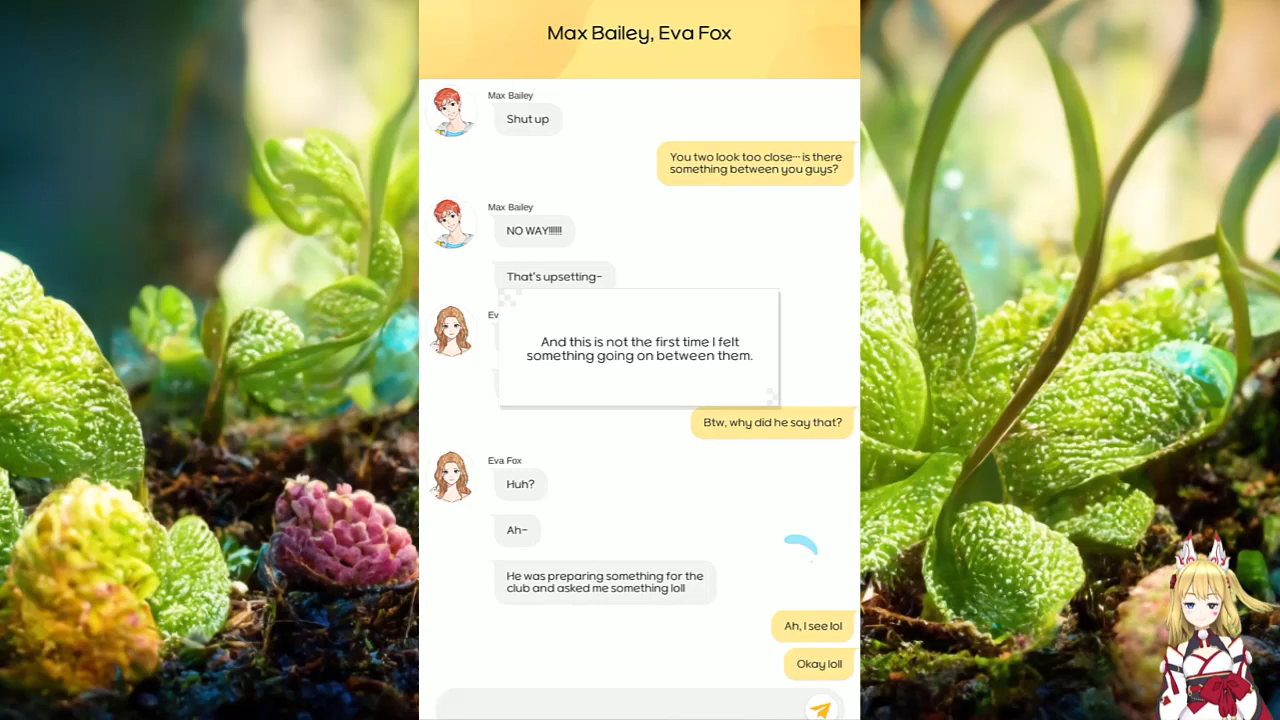 Max Bailey, Eva Fox
Max Bailey
Shut up
You two look too close… is there
something between you guys?
Max Bailey
NO WAY!!!!!!
That's upsetting~
Ev
And this is not the first time I felt
something going on between them.
Btw, why did he say that?
Eva Fox
Huh?
Ah~
He was preparing something for the
club and asked me something loll
Ah, I see lol
Okay loll